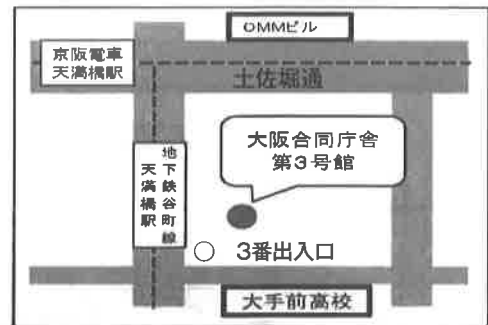 OMMビル
京阪電車
天満橋駅
土佐堀通
大阪合同庁舎
第3号館
地下鉄谷町線
天満橋駅
○ 3番出入口
大手前高校